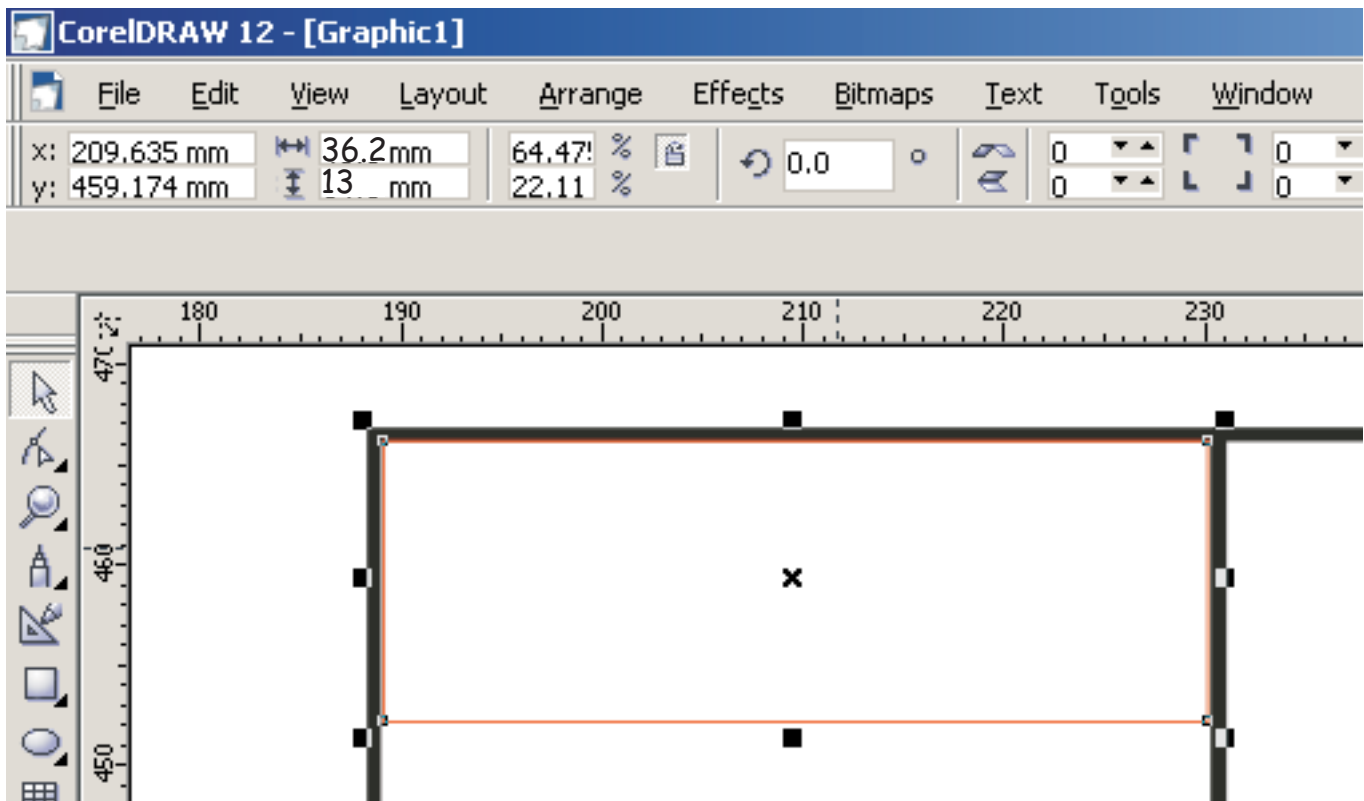 CorelDRAW 12 - [Graphic1]
File Edit View Layout Arrange Effects Bitmaps Text Tools Window
x: 209.635 mm 36.2 mm 64.47 % 0.0 ° 0 0
y: 459.174 mm 13 mm 22.11 % 0 0
180 190 200 210 220 230
470
460
450